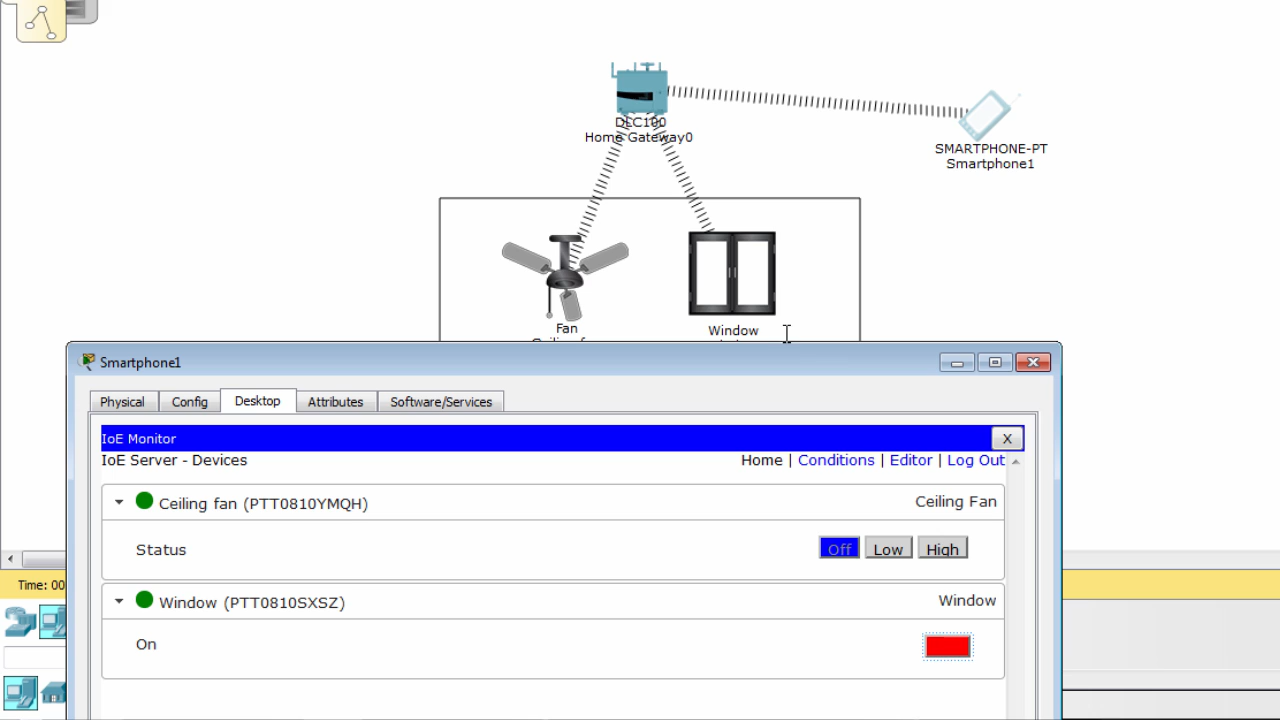 DLC100
Home Gateway0
SMARTPHONE-PT
Smartphone1
Fan
Window
Smartphone1
Physical
Config
Desktop
Attributes
Software/Services
IoE Monitor
X
IoE Server - Devices
Home | Conditions | Editor | Log Out
Ceiling fan (PTT0810YMQH)
Ceiling Fan
Status
Off
Low
High
Window (PTT0810SXSZ)
Window
On
Time: 00